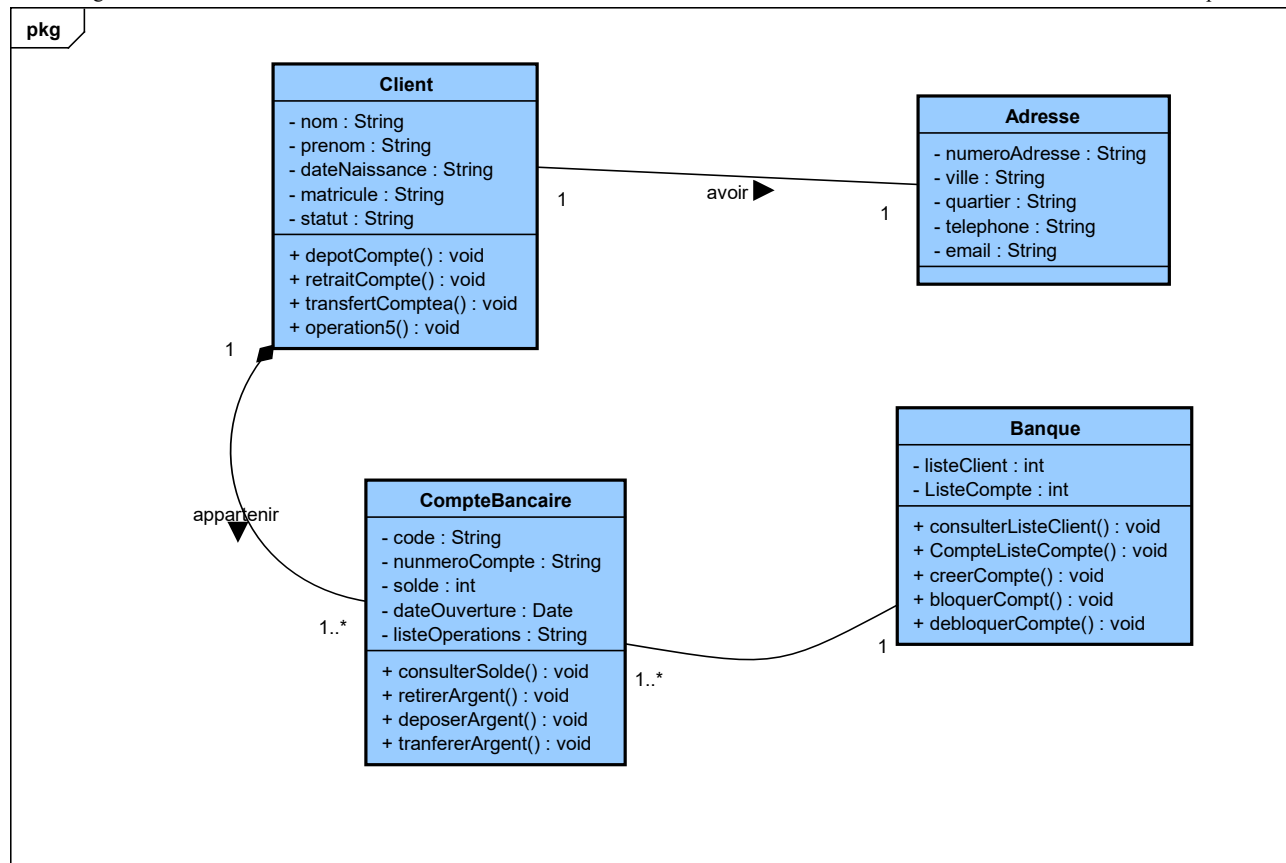 pkg
Client
- nom : String
- prenom : String
- dateNaissance : String
- matricule : String
- statut : String
+ depotCompte() : void
+ retraitCompte() : void
+ transfertComptea() : void
+ operation5() : void
1
avoir
1
Adresse
- numeroAdresse : String
- ville : String
- quartier : String
- telephone : String
- email : String
1
appartenir
1..*
CompteBancaire
- code : String
- nunmeroCompte : String
- solde : int
- dateOuverture : Date
- listeOperations : String
+ consulterSolde() : void
+ retirerArgent() : void
+ deposerArgent() : void
+ tranfererArgent() : void
1..*
1
Banque
- listeClient : int
- ListeCompte : int
+ consulterListeClient() : void
+ CompteListeCompte() : void
+ creerCompte() : void
+ bloquerCompt() : void
+ debloquerCompte() : void